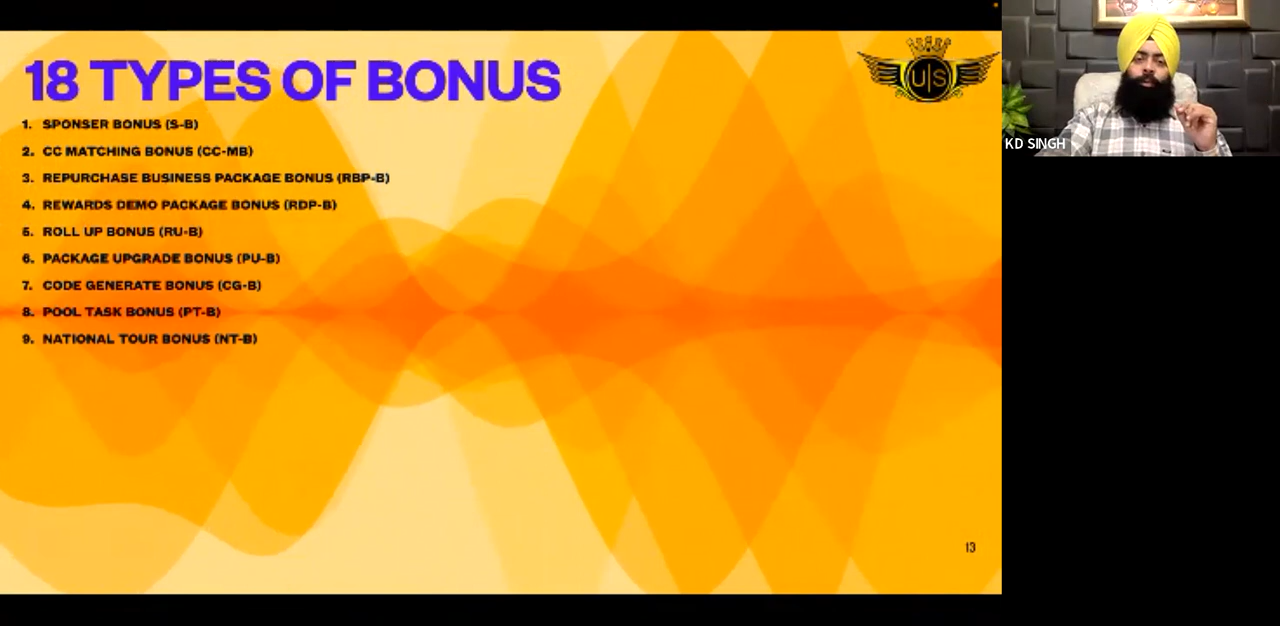 18 TYPES OF BONUS
1. SPONSER BONUS (S-B)
2. CC MATCHING BONUS (CC-MB)
3. REPURCHASE BUSINESS PACKAGE BONUS (RBP-B)
4. REWARDS DEMO PACKAGE BONUS (RDP-B)
5. ROLL UP BONUS (RU-B)
6. PACKAGE UPGRADE BONUS (PU-B)
7. CODE GENERATE BONUS (CG-B)
8. POOL TASK BONUS (PT-B)
9. NATIONAL TOUR BONUS (NT-B)
13
U|S
KD SINGH